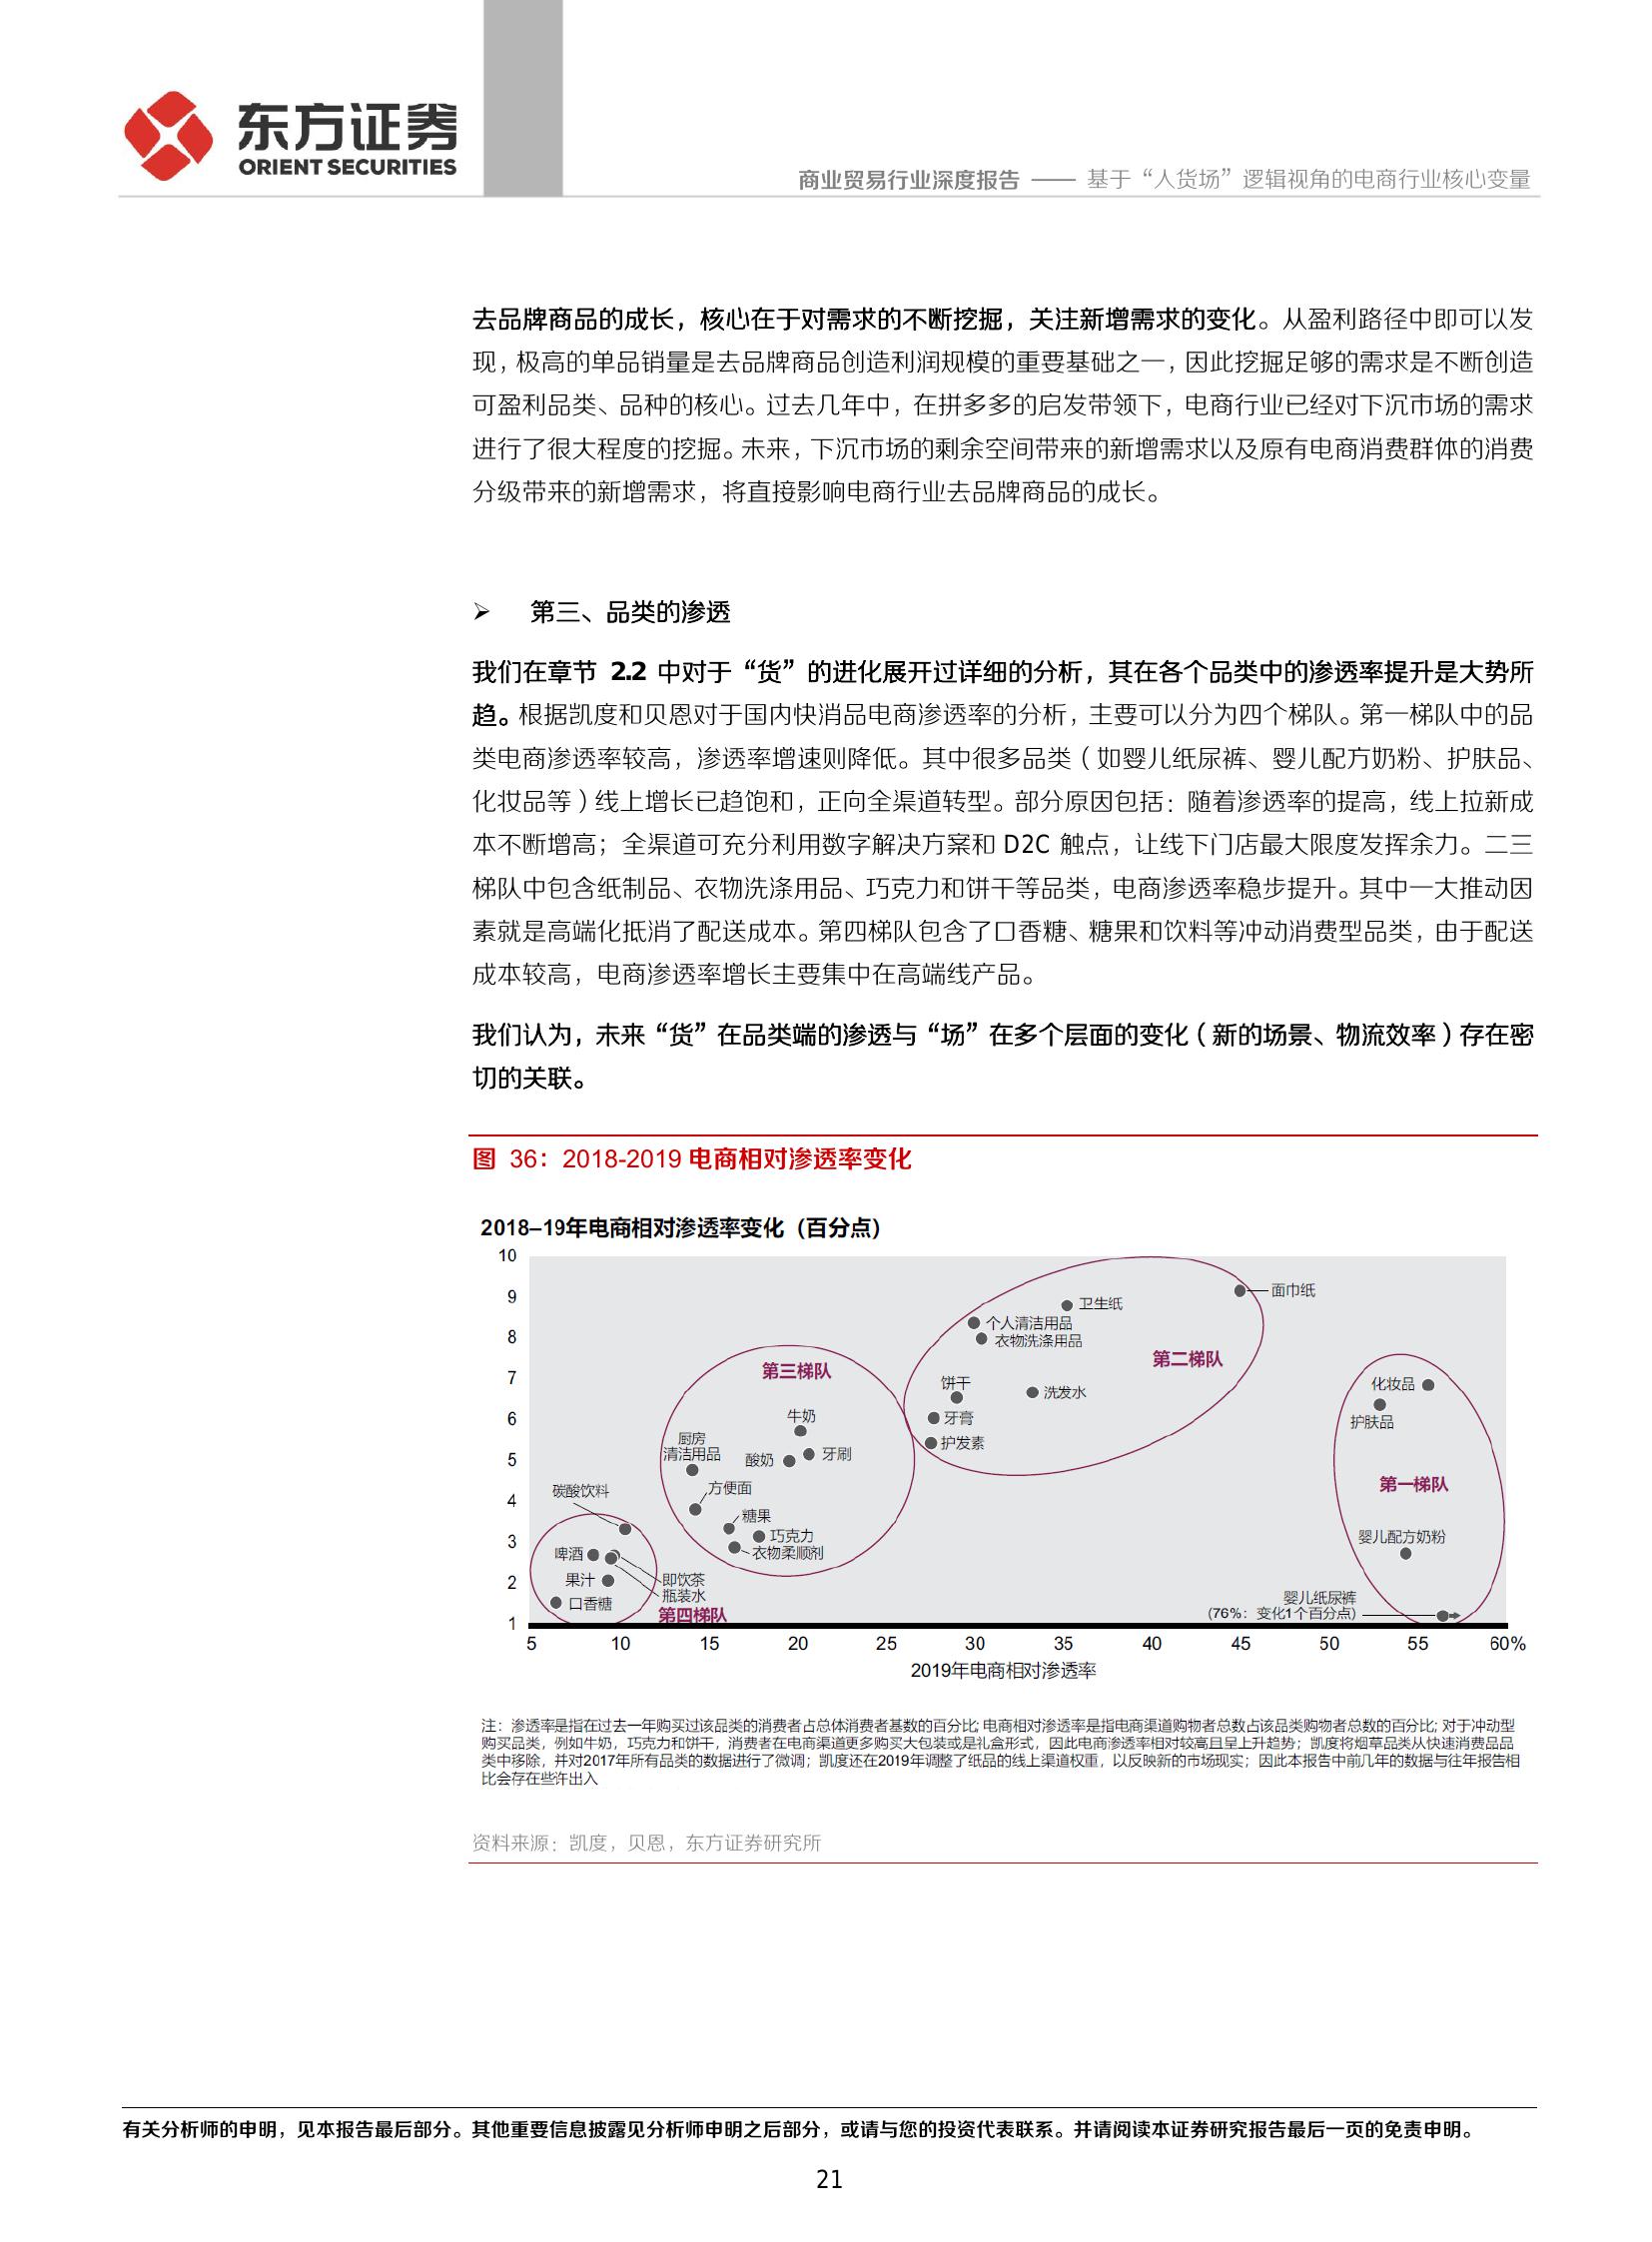 东方证券
ORIENT SECURITIES
商业贸易行业深度报告 —— 基于“人货场”逻辑视角的电商行业核心变量
去品牌商品的成长，核心在于对需求的不断挖掘，关注新增需求的变化。从盈利路径中即可以发
现，极高的单品销量是去品牌商品创造利润规模的重要基础之一，因此挖掘足够的需求是不断创造
可盈利品类、品种的核心。过去几年中，在拼多多的启发带领下，电商行业已经对下沉市场的需求
进行了很大程度的挖掘。未来，下沉市场的剩余空间带来的新增需求以及原有电商消费群体的消费
分级带来的新增需求，将直接影响电商行业去品牌商品的成长。
➢ 第三、品类的渗透
我们在章节 2.2 中对于“货”的进化展开过详细的分析，其在各个品类中的渗透率提升是大势所
趋。根据凯度和贝恩对于国内快消品电商渗透率的分析，主要可以分为四个梯队。第一梯队中的品
类电商渗透率较高，渗透率增速则降低。其中很多品类（如婴儿纸尿裤、婴儿配方奶粉、护肤品、
化妆品等）线上增长已趋饱和，正向全渠道转型。部分原因包括：随着渗透率的提高，线上拉新成
本不断增高；全渠道可充分利用数字解决方案和 D2C 触点，让线下门店最大限度发挥余力。二三
梯队中包含纸制品、衣物洗涤用品、巧克力和饼干等品类，电商渗透率稳步提升。其中一大推动因
素就是高端化抵消了配送成本。第四梯队包含了口香糖、糖果和饮料等冲动消费型品类，由于配送
成本较高，电商渗透率增长主要集中在高端线产品。
我们认为，未来“货”在品类端的渗透与“场”在多个层面的变化（新的场景、物流效率）存在密
切的关联。
图 36：2018-2019 电商相对渗透率变化
2018–19年电商相对渗透率变化（百分点）
10
9
8
7
6
5
4
3
2
1
面巾纸
卫生纸
个人清洁用品
衣物洗涤用品
第二梯队
饼干
洗发水
牙膏
护发素
第三梯队
牛奶
厨房
清洁用品
酸奶
牙刷
方便面
糖果
巧克力
衣物柔顺剂
碳酸饮料
啤酒
果汁
口香糖
即饮茶
瓶装水
第四梯队
化妆品
护肤品
第一梯队
婴儿配方奶粉
婴儿纸尿裤
(76%：变化1个百分点)
5 10 15 20 25 30 35 40 45 50 55 60%
2019年电商相对渗透率
注：渗透率是指在过去一年购买过该品类的消费者占总体消费者基数的百分比; 电商相对渗透率是指电商渠道购物者总数占该品类购物者总数的百分比; 对于冲动型
购买品类，例如牛奶，巧克力和饼干，消费者在电商渠道更多购买大包装或是礼盒形式，因此电商渗透率相对较高且呈上升趋势；凯度将烟草品类从快速消费品品
类中移除，并对2017年所有品类的数据进行了微调；凯度还在2019年调整了纸品的线上渠道权重，以反映新的市场现实；因此本报告中前几年的数据与往年报告相
比会存在些许出入
资料来源：凯度，贝恩，东方证券研究所
有关分析师的申明，见本报告最后部分。其他重要信息披露见分析师申明之后部分，或请与您的投资代表联系。并请阅读本证券研究报告最后一页的免责申明。
21